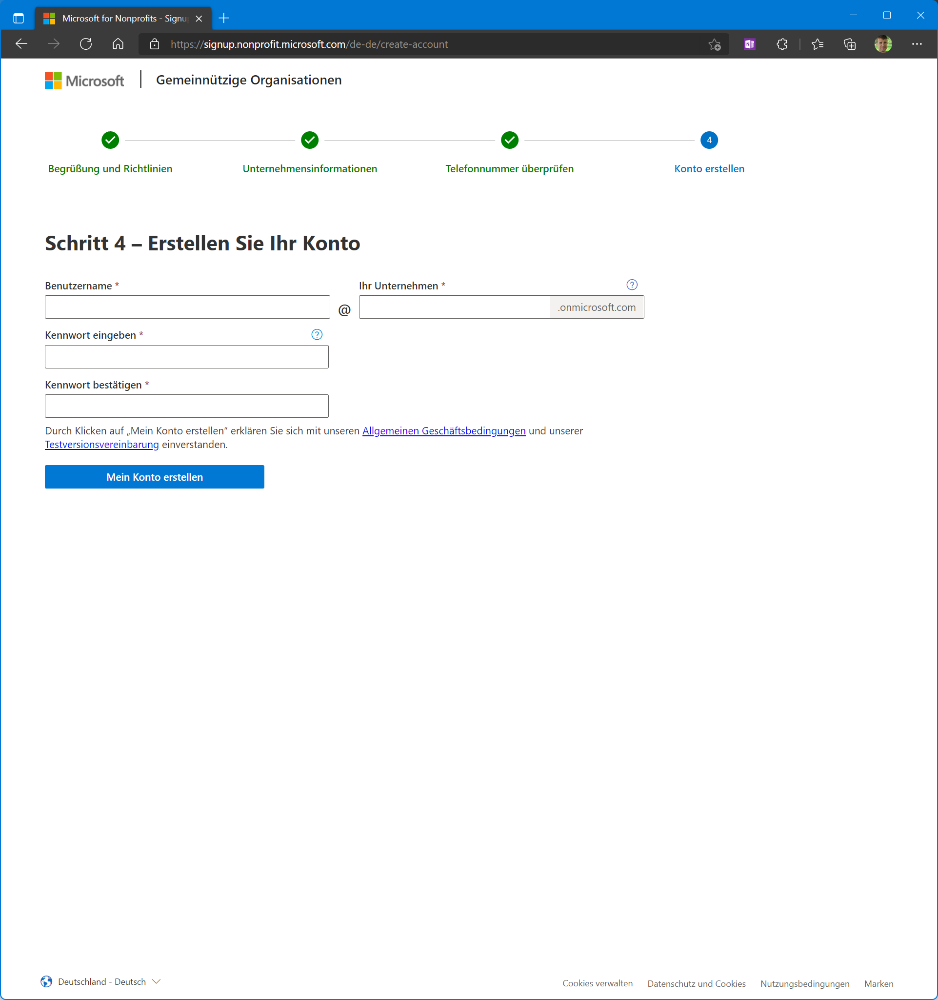 Microsoft for Nonprofits - Signu
https://signup.nonprofit.microsoft.com/de-de/create-account
Microsoft
Gemeinnützige Organisationen
4
Begrüßung und Richtlinien
Unternehmensinformationen
Telefonnummer überprüfen
Konto erstellen
Schritt 4 – Erstellen Sie Ihr Konto
Benutzername *
Ihr Unternehmen *
?
@
.onmicrosoft.com
Kennwort eingeben *
?
Kennwort bestätigen *
Durch Klicken auf „Mein Konto erstellen“ erklären Sie sich mit unseren Allgemeinen Geschäftsbedingungen und unserer
Testversionsvereinbarung einverstanden.
Mein Konto erstellen
Deutschland - Deutsch
Cookies verwalten
Datenschutz und Cookies
Nutzungsbedingungen
Marken